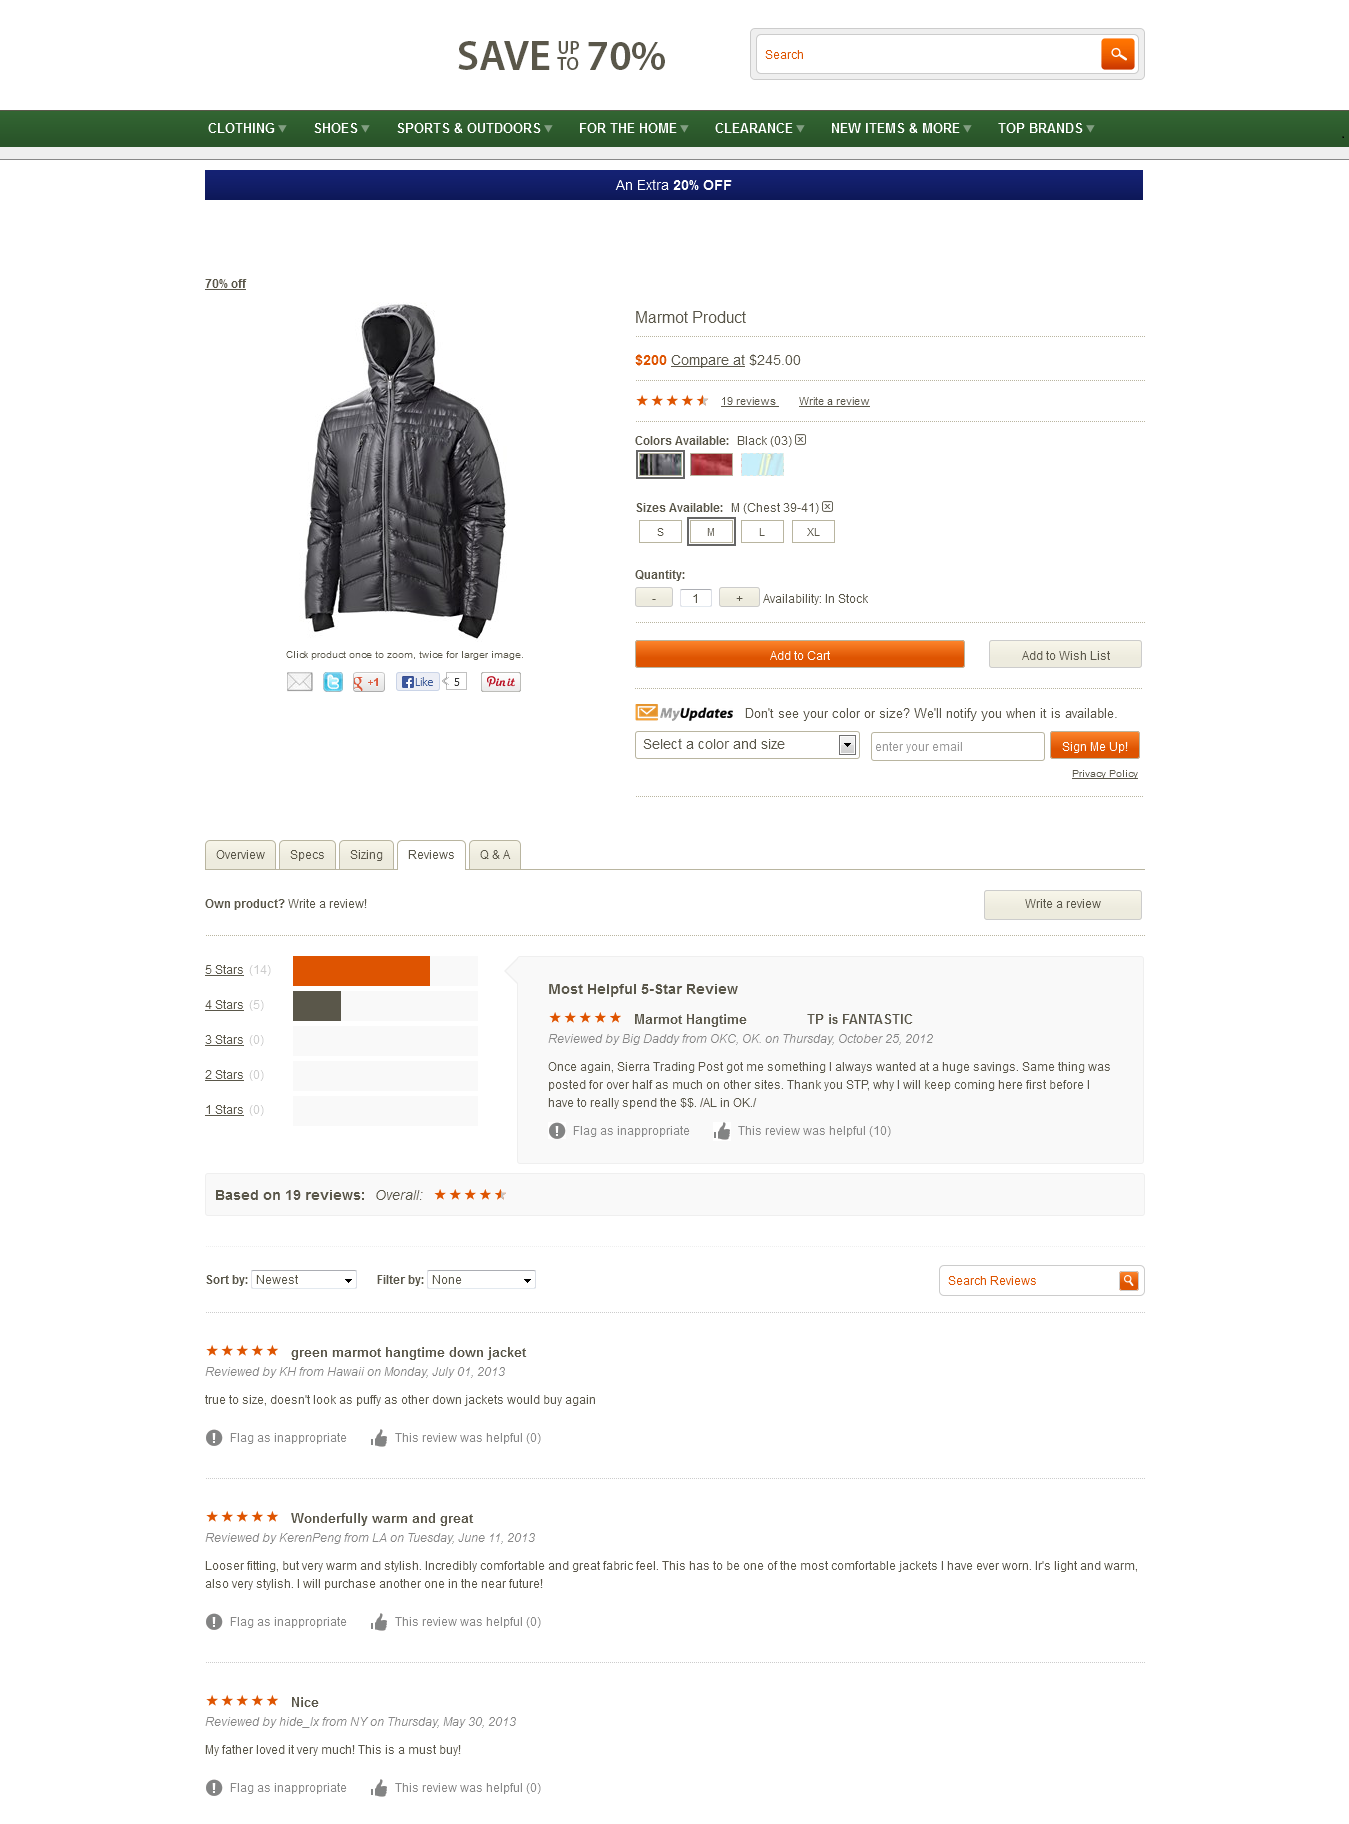 SAVE UP TO 70%
Search
CLOTHING SHOES SPORTS & OUTDOORS FOR THE HOME CLEARANCE NEW ITEMS & MORE TOP BRANDS
An Extra 20% OFF
70% off
Marmot Product
$200 Compare at $245.00
19 reviews Write a review
Colors Available: Black (03)
Sizes Available: M (Chest 39-41)
S M L XL
Quantity:
- 1 + Availability: In Stock
Add to Cart Add to Wish List
Click product once to zoom, twice for larger image.
g +1 Like 5 Pin it
MyUpdates Don't see your color or size? We'll notify you when it is available.
Select a color and size enter your email Sign Me Up!
Privacy Policy
Overview Specs Sizing Reviews Q & A
Own product? Write a review! Write a review
5 Stars (14)
4 Stars (5)
3 Stars (0)
2 Stars (0)
1 Stars (0)
Most Helpful 5-Star Review
Marmot Hangtime TP is FANTASTIC
Reviewed by Big Daddy from OKC, OK. on Thursday, October 25, 2012
Once again, Sierra Trading Post got me something I always wanted at a huge savings. Same thing was
posted for over half as much on other sites. Thank you STP, why I will keep coming here first before I
have to really spend the $$. /AL in OK./
Flag as inappropriate This review was helpful (10)
Based on 19 reviews: Overall:
Sort by: Newest Filter by: None Search Reviews
green marmot hangtime down jacket
Reviewed by KH from Hawaii on Monday, July 01, 2013
true to size, doesn't look as puffy as other down jackets would buy again
Flag as inappropriate This review was helpful (0)
Wonderfully warm and great
Reviewed by KerenPeng from LA on Tuesday, June 11, 2013
Looser fitting, but very warm and stylish. Incredibly comfortable and great fabric feel. This has to be one of the most comfortable jackets I have ever worn. Ir's light and warm,
also very stylish. I will purchase another one in the near future!
Flag as inappropriate This review was helpful (0)
Nice
Reviewed by hide_lx from NY on Thursday, May 30, 2013
My father loved it very much! This is a must buy!
Flag as inappropriate This review was helpful (0)